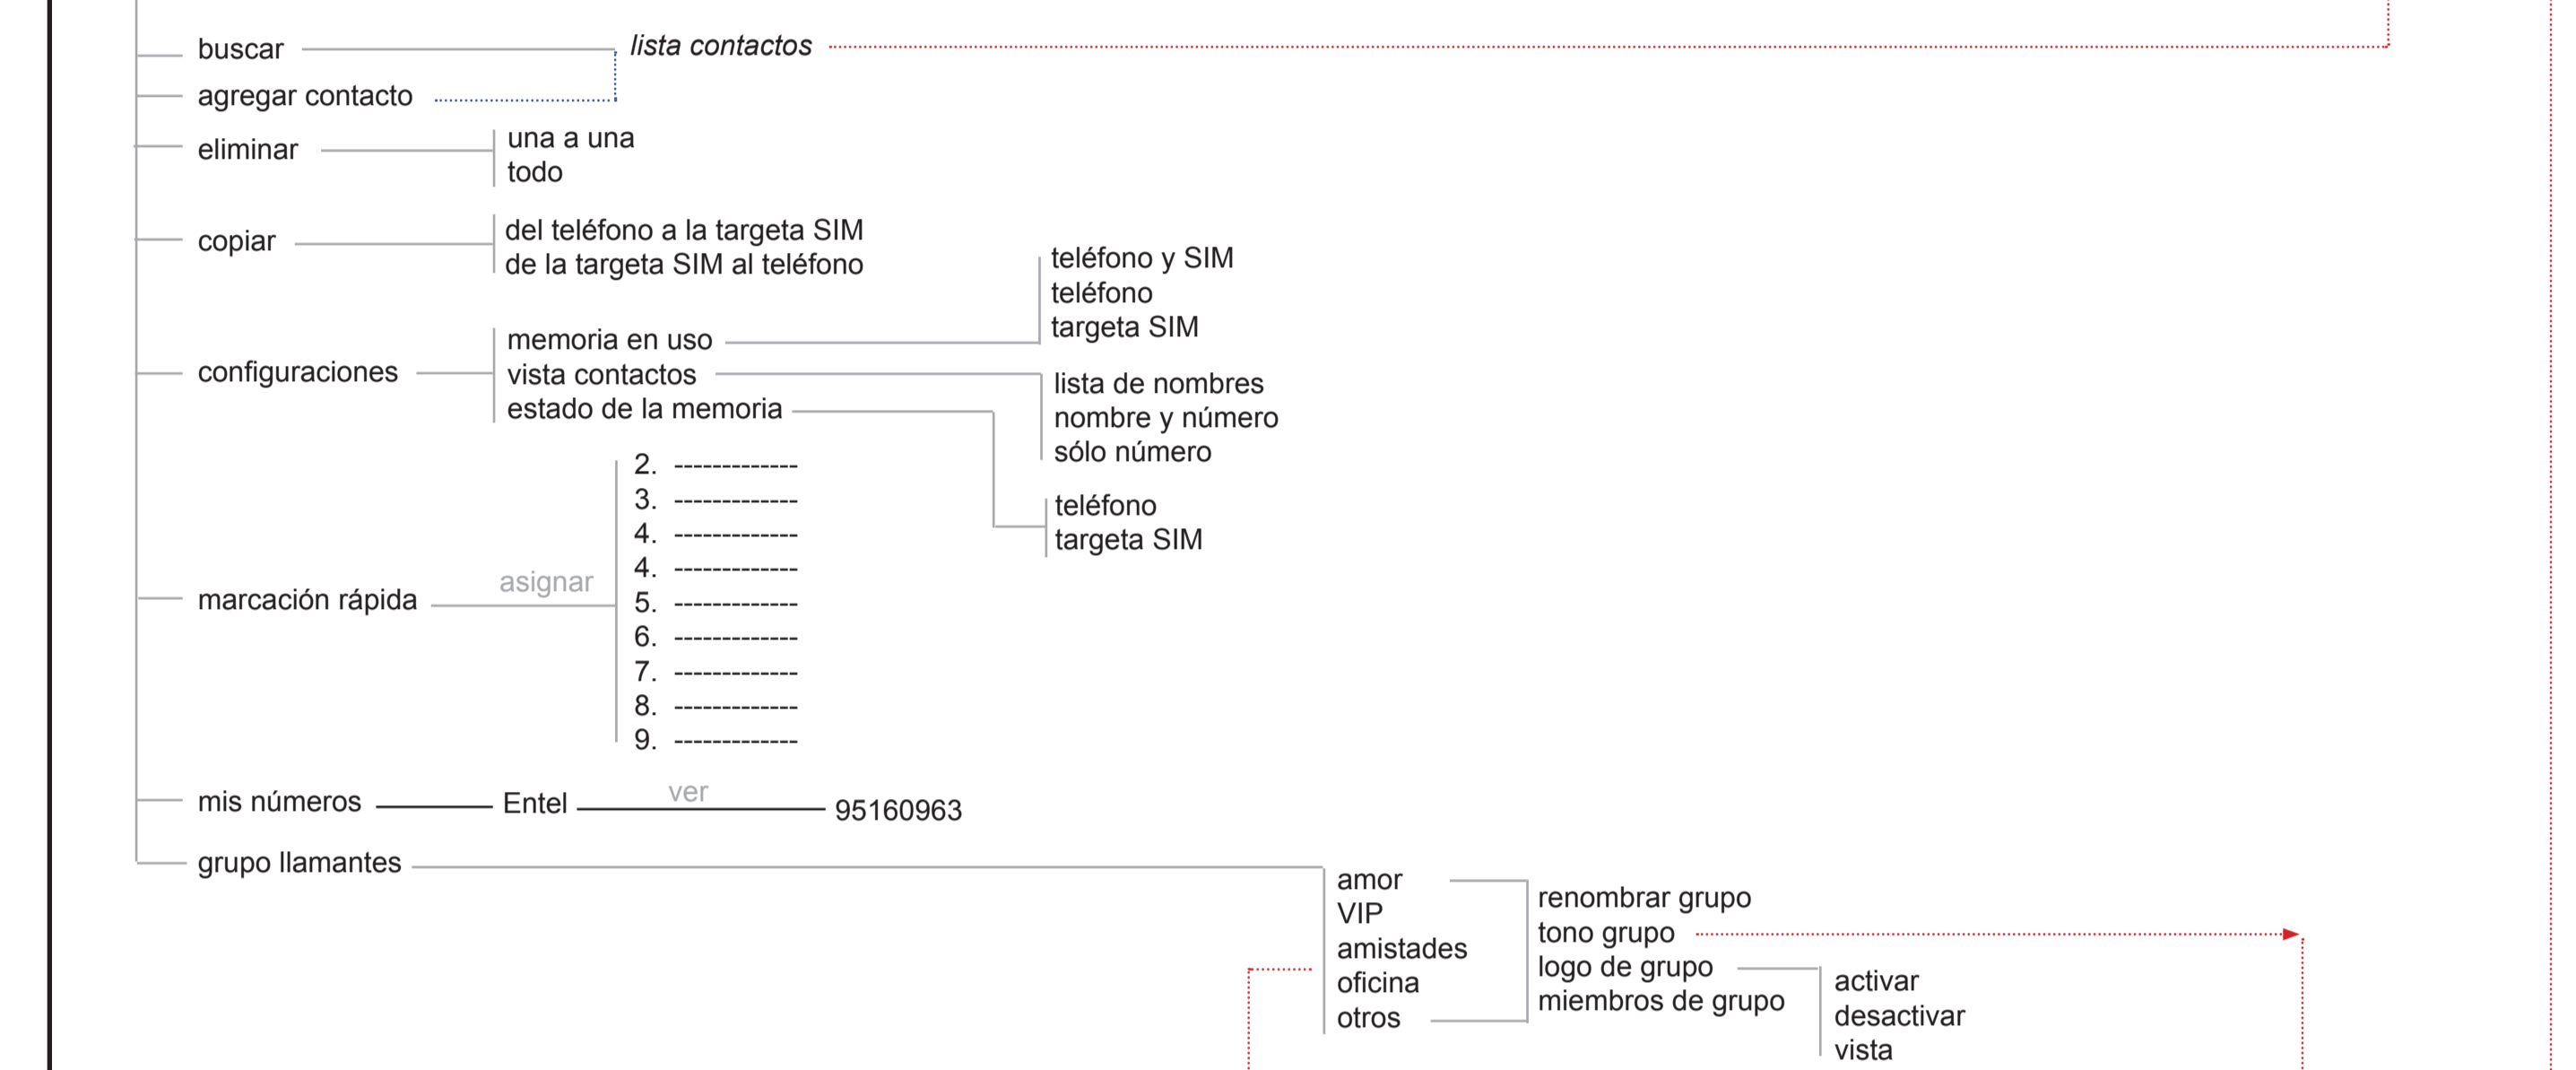 buscar
lista contactos
agregar contacto
eliminar
una a una
todo
copiar
del teléfono a la targeta SIM
de la targeta SIM al teléfono
configuraciones
memoria en uso
vista contactos
estado de la memoria
teléfono y SIM
teléfono
targeta SIM
lista de nombres
nombre y número
sólo número
teléfono
targeta SIM
marcación rápida
asignar
2. -------------
3. -------------
4. -------------
4. -------------
5. -------------
6. -------------
7. -------------
8. -------------
9. -------------
mis números
Entel
ver
95160963
grupo llamantes
amor
VIP
amistades
oficina
otros
renombrar grupo
tono grupo
logo de grupo
miembros de grupo
activar
desactivar
vista